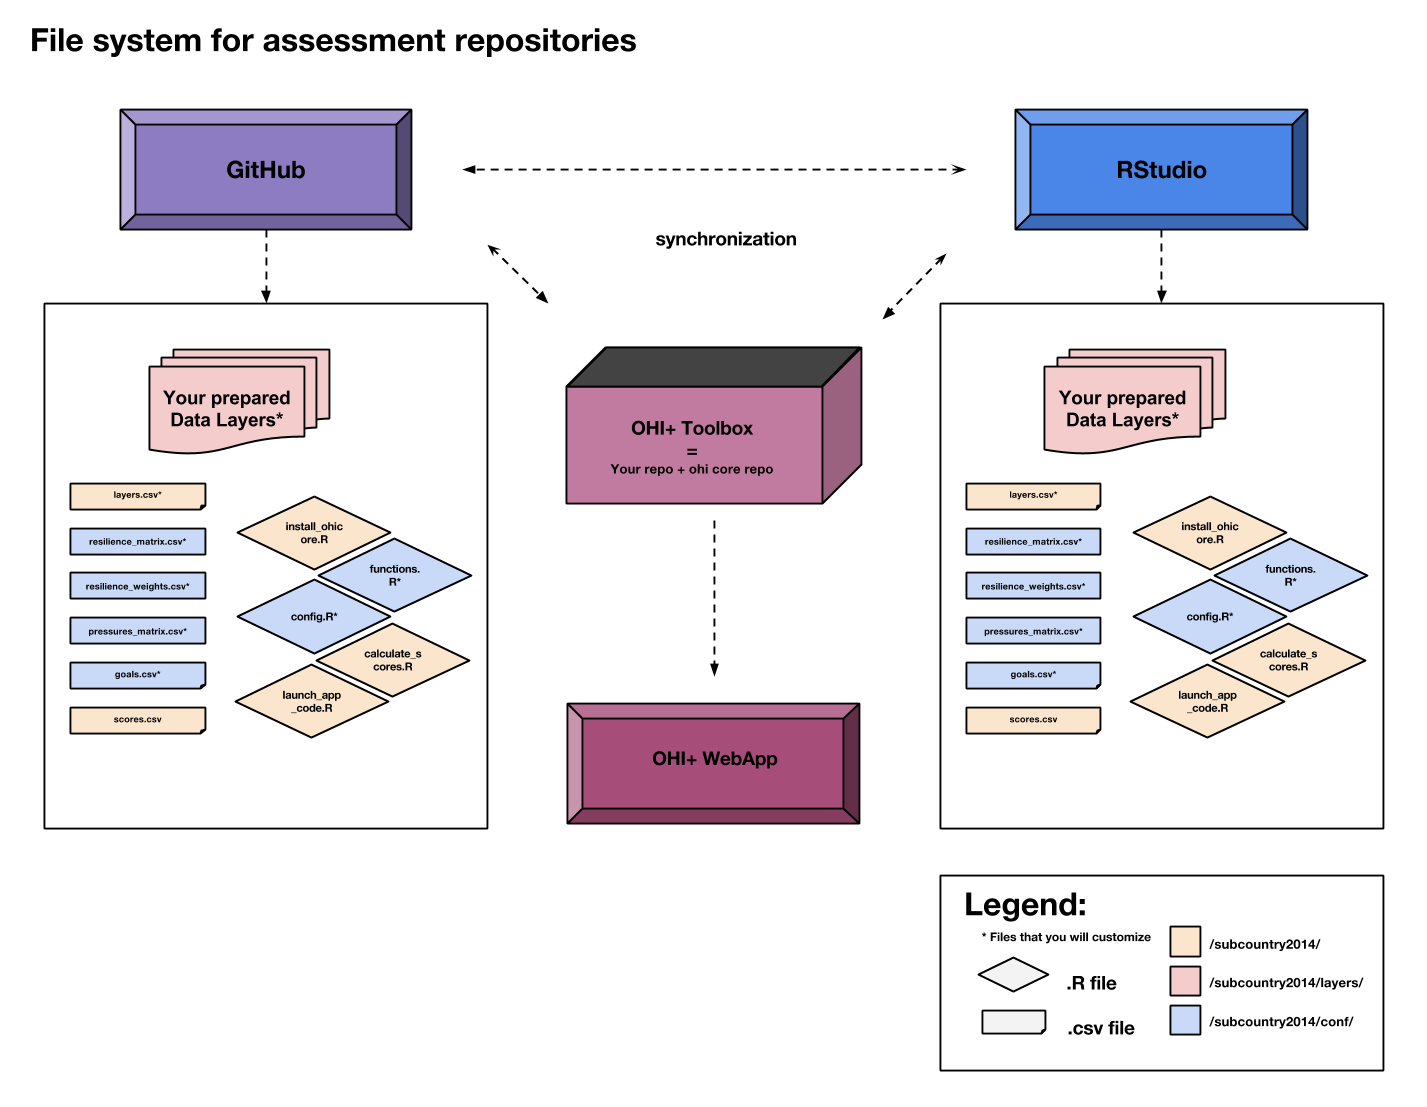 File system for assessment repositories
GitHub
RStudio
synchronization
Your prepared
Data Layers*
layers.csv*
resilience_matrix.csv*
resilience_weights.csv*
pressures_matrix.csv*
goals.csv*
scores.csv
install_ohic
ore.R
functions.
R*
config.R*
calculate_s
cores.R
launch_app
_code.R
OHI+ Toolbox
=
Your repo + ohi core repo
OHI+ WebApp
Your prepared
Data Layers*
layers.csv*
resilience_matrix.csv*
resilience_weights.csv*
pressures_matrix.csv*
goals.csv*
scores.csv
install_ohic
ore.R
functions.
R*
config.R*
calculate_s
cores.R
launch_app
_code.R
Legend:
* Files that you will customize
.R file
.csv file
/subcountry2014/
/subcountry2014/layers/
/subcountry2014/conf/